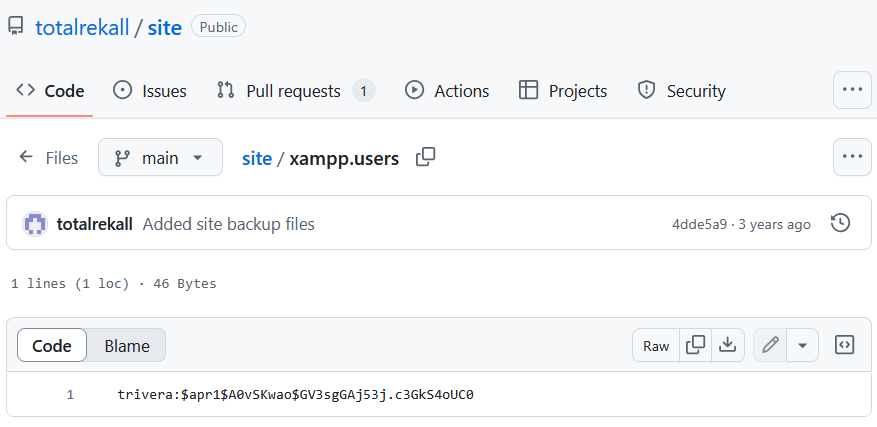 totalrekall / site Public
Code Issues Pull requests 1 Actions Projects Security
Files main site / xampp.users
totalrekall Added site backup files 4dde5a9 · 3 years ago
1 lines (1 loc) · 46 Bytes
Code Blame Raw
1 trivera:$apr1$A0vSKwao$GV3sgGAj53j.c3GkS4oUC0